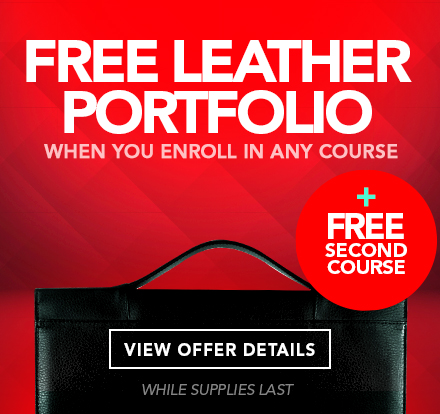 FREE LEATHER
PORTFOLIO
WHEN YOU ENROLL IN ANY COURSE
+
FREE
SECOND
COURSE
VIEW OFFER DETAILS
WHILE SUPPLIES LAST